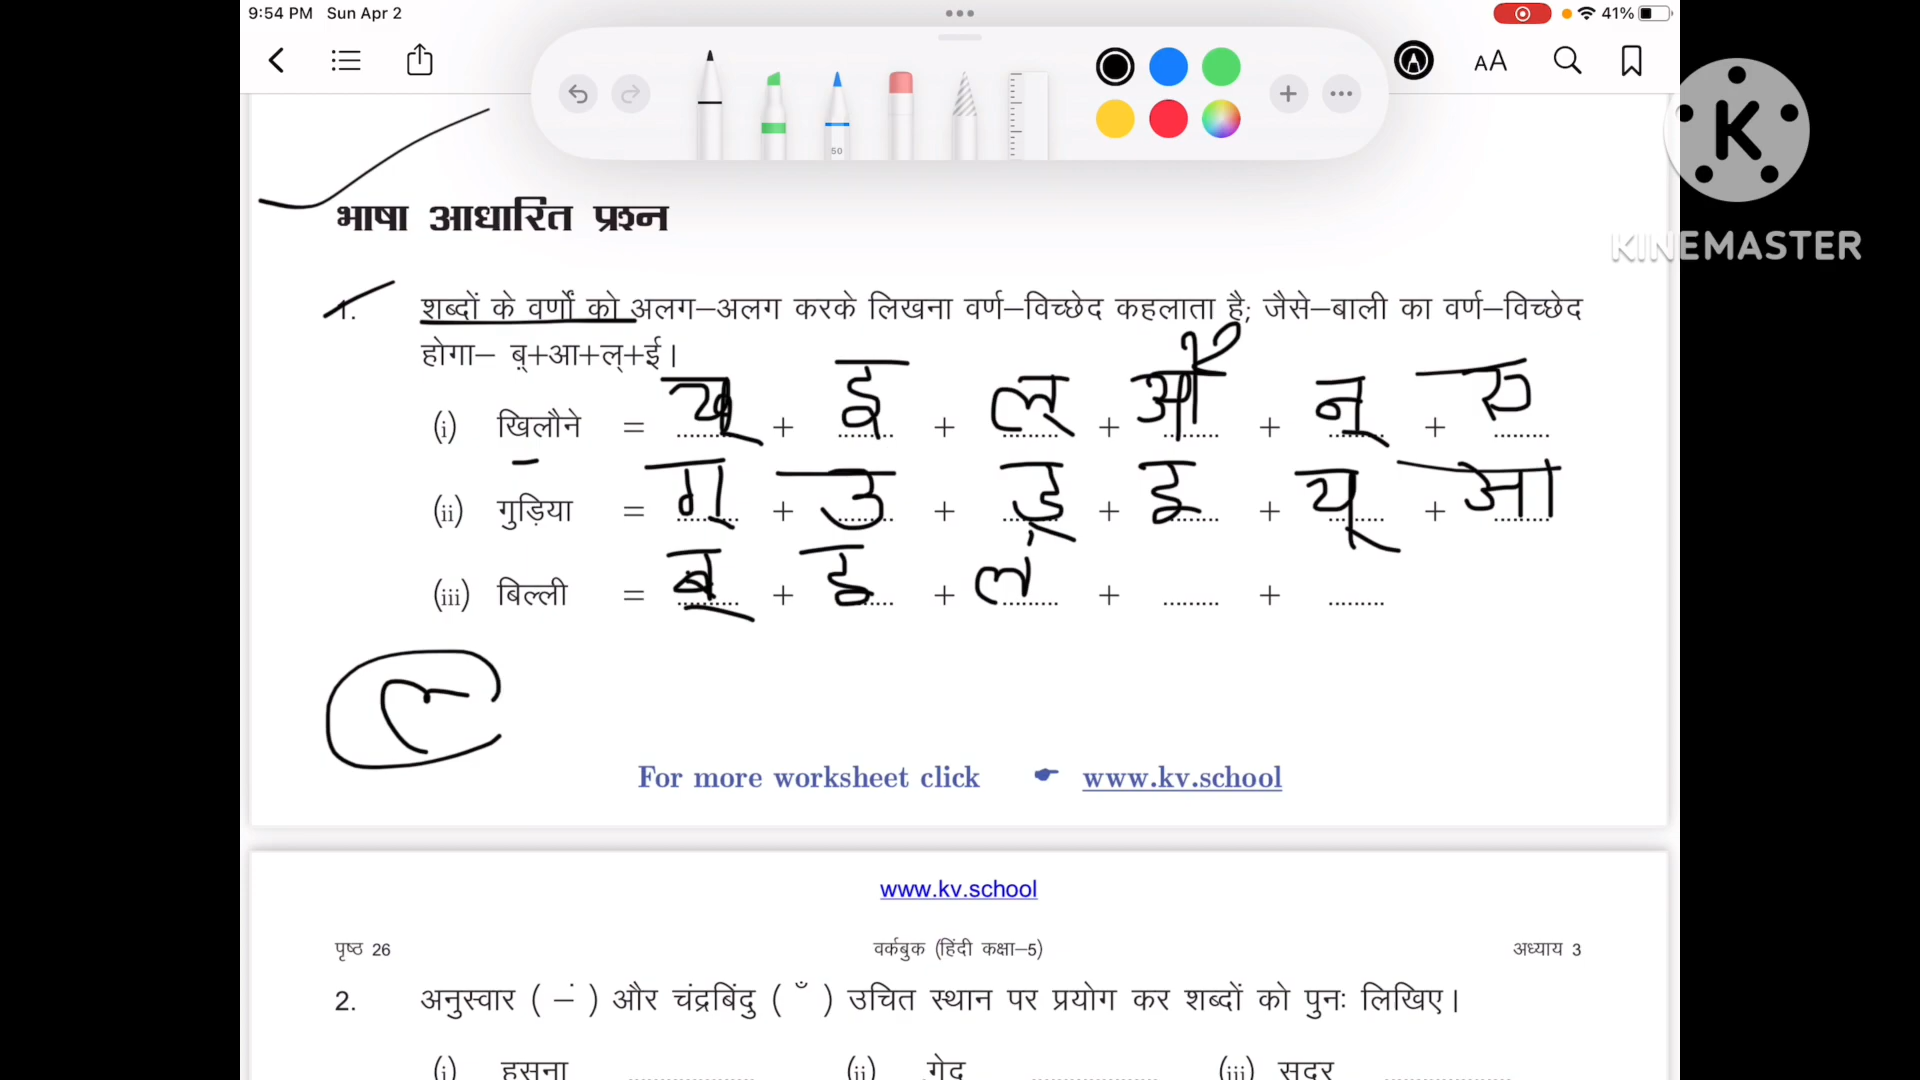 9:54 PM Sun Apr 2
41%
50
AA
K
KINEMASTER
भाषा आधारित प्रश्न
1. शब्दों के वर्णों को अलग–अलग करके लिखना वर्ण–विच्छेद कहलाता है; जैसे–बाली का वर्ण–विच्छेद
होगा– ब्+आ+ल्+ई।
(i) खिलौने = ख् + इ + ल् + औ + न् + ए
(ii) गुड़िया = ग् + उ + ड़् + इ + य् + आ
(iii) बिल्ली = ब् + इ + ल + ......... + .........
For more worksheet click www.kv.school
www.kv.school
पृष्ठ 26 वर्कबुक (हिंदी कक्षा–5) अध्याय 3
2. अनुस्वार ( ∸ ) और चंद्रबिंदु ( ँ ) उचित स्थान पर प्रयोग कर शब्दों को पुनः लिखिए।
(i) हसना .................. (ii) गेद .................. (iii) सदर ..................